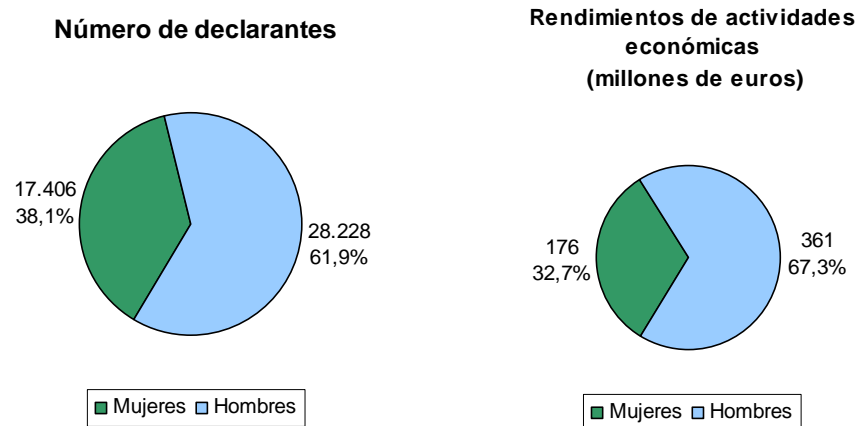 Número de declarantes
17.406
38,1%
28.228
61,9%
Mujeres Hombres
Rendimientos de actividades
económicas
(millones de euros)
176
32,7%
361
67,3%
Mujeres Hombres